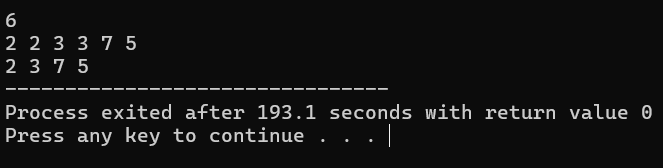 6
2 2 3 3 7 5
2 3 7 5
--------------------------------
Process exited after 193.1 seconds with return value 0
Press any key to continue . . .